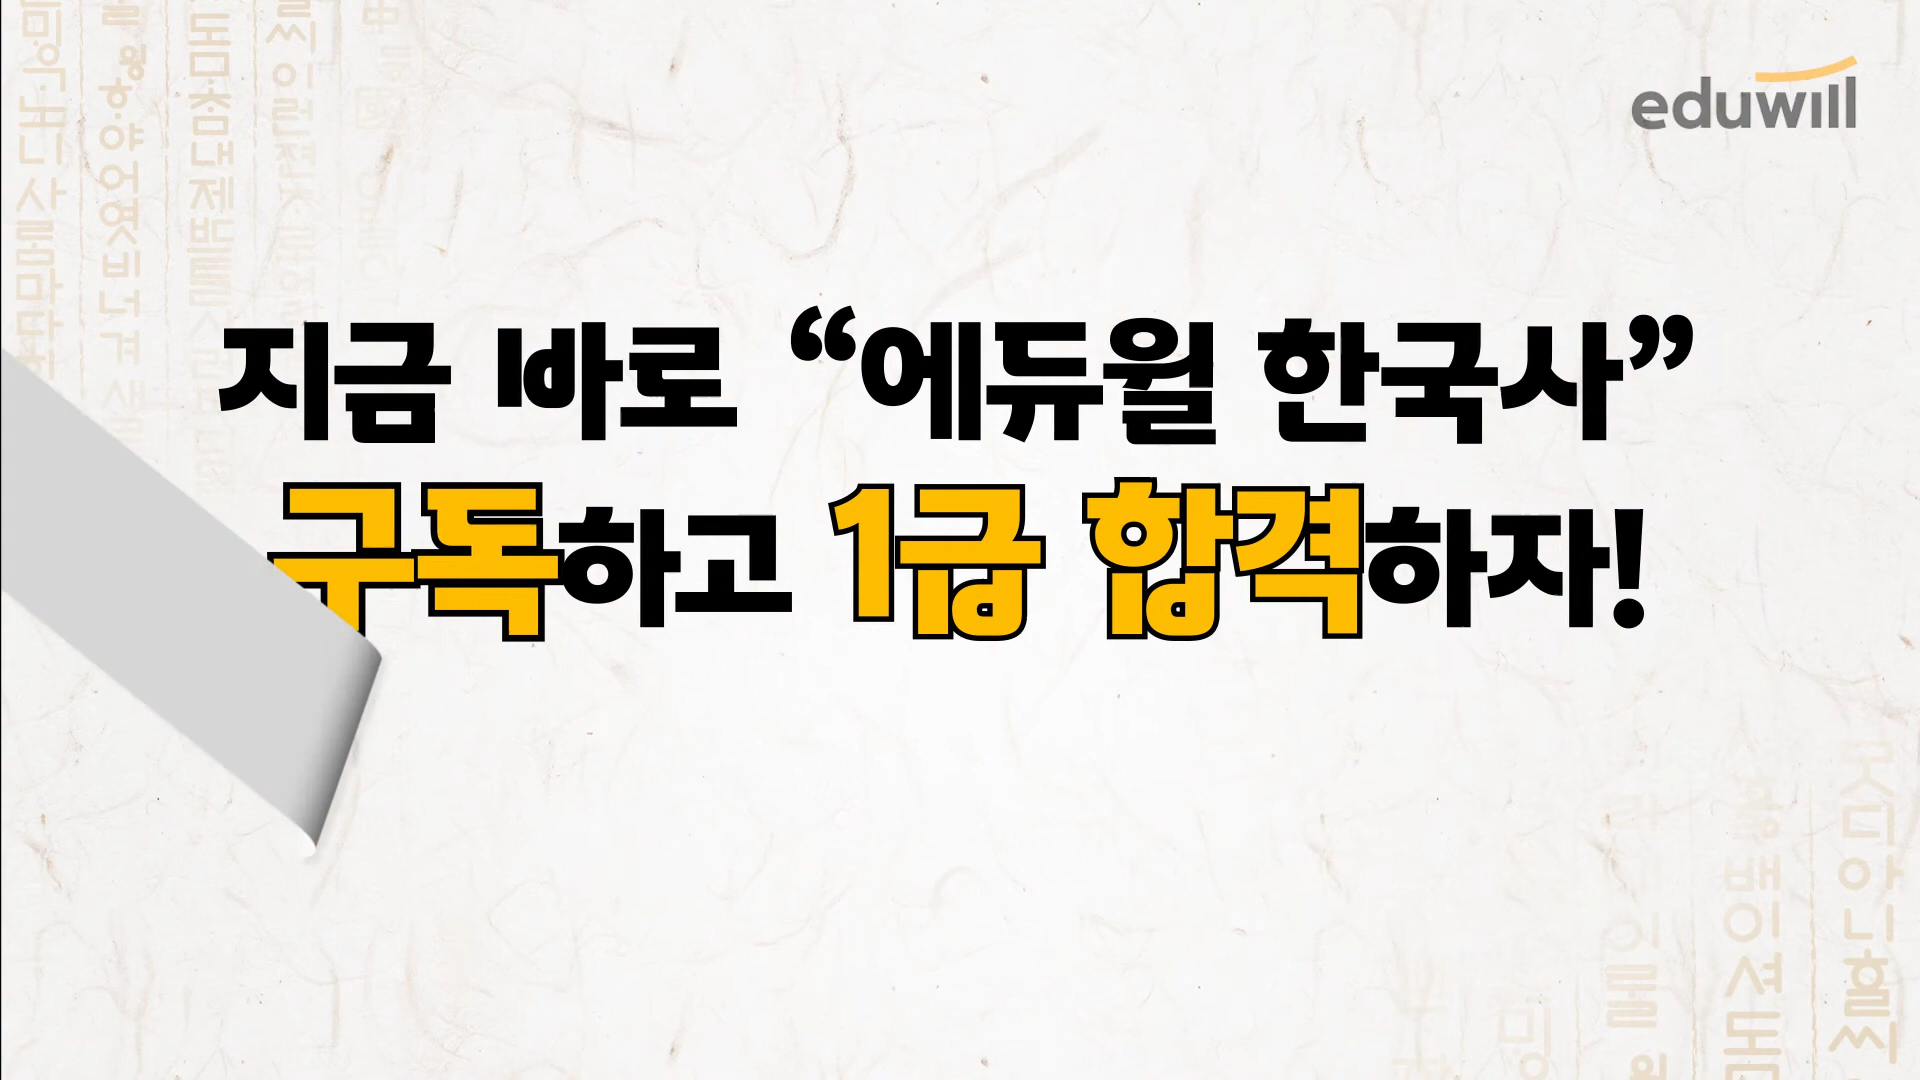 eduwill
지금 바로 “에듀윌 한국사”
구독하고 1급 합격하자!